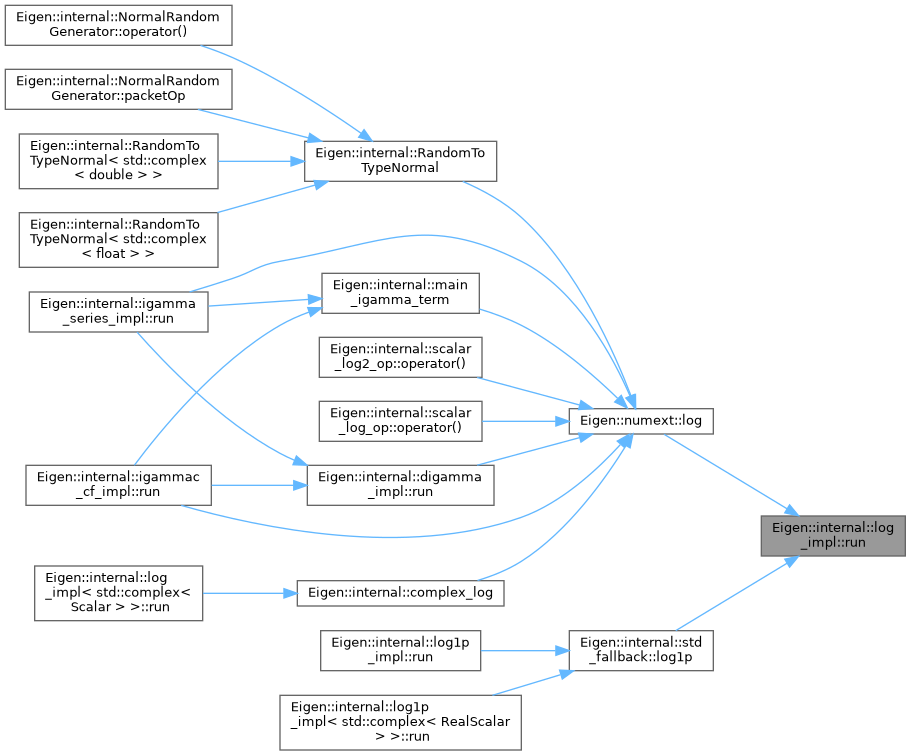 Eigen::internal::NormalRandom
Generator::operator()
Eigen::internal::NormalRandom
Generator::packetOp
Eigen::internal::RandomTo
TypeNormal< std::complex
< double > >
Eigen::internal::RandomTo
TypeNormal
Eigen::internal::RandomTo
TypeNormal< std::complex
< float > >
Eigen::internal::igamma
_series_impl::run
Eigen::internal::main
_igamma_term
Eigen::internal::scalar
_log2_op::operator()
Eigen::internal::scalar
_log_op::operator()
Eigen::numext::log
Eigen::internal::igammac
_cf_impl::run
Eigen::internal::digamma
_impl::run
Eigen::internal::log
_impl::run
Eigen::internal::log
_impl< std::complex<
Scalar > >::run
Eigen::internal::complex_log
Eigen::internal::log1p
_impl::run
Eigen::internal::std
_fallback::log1p
Eigen::internal::log1p
_impl< std::complex< RealScalar
> >::run